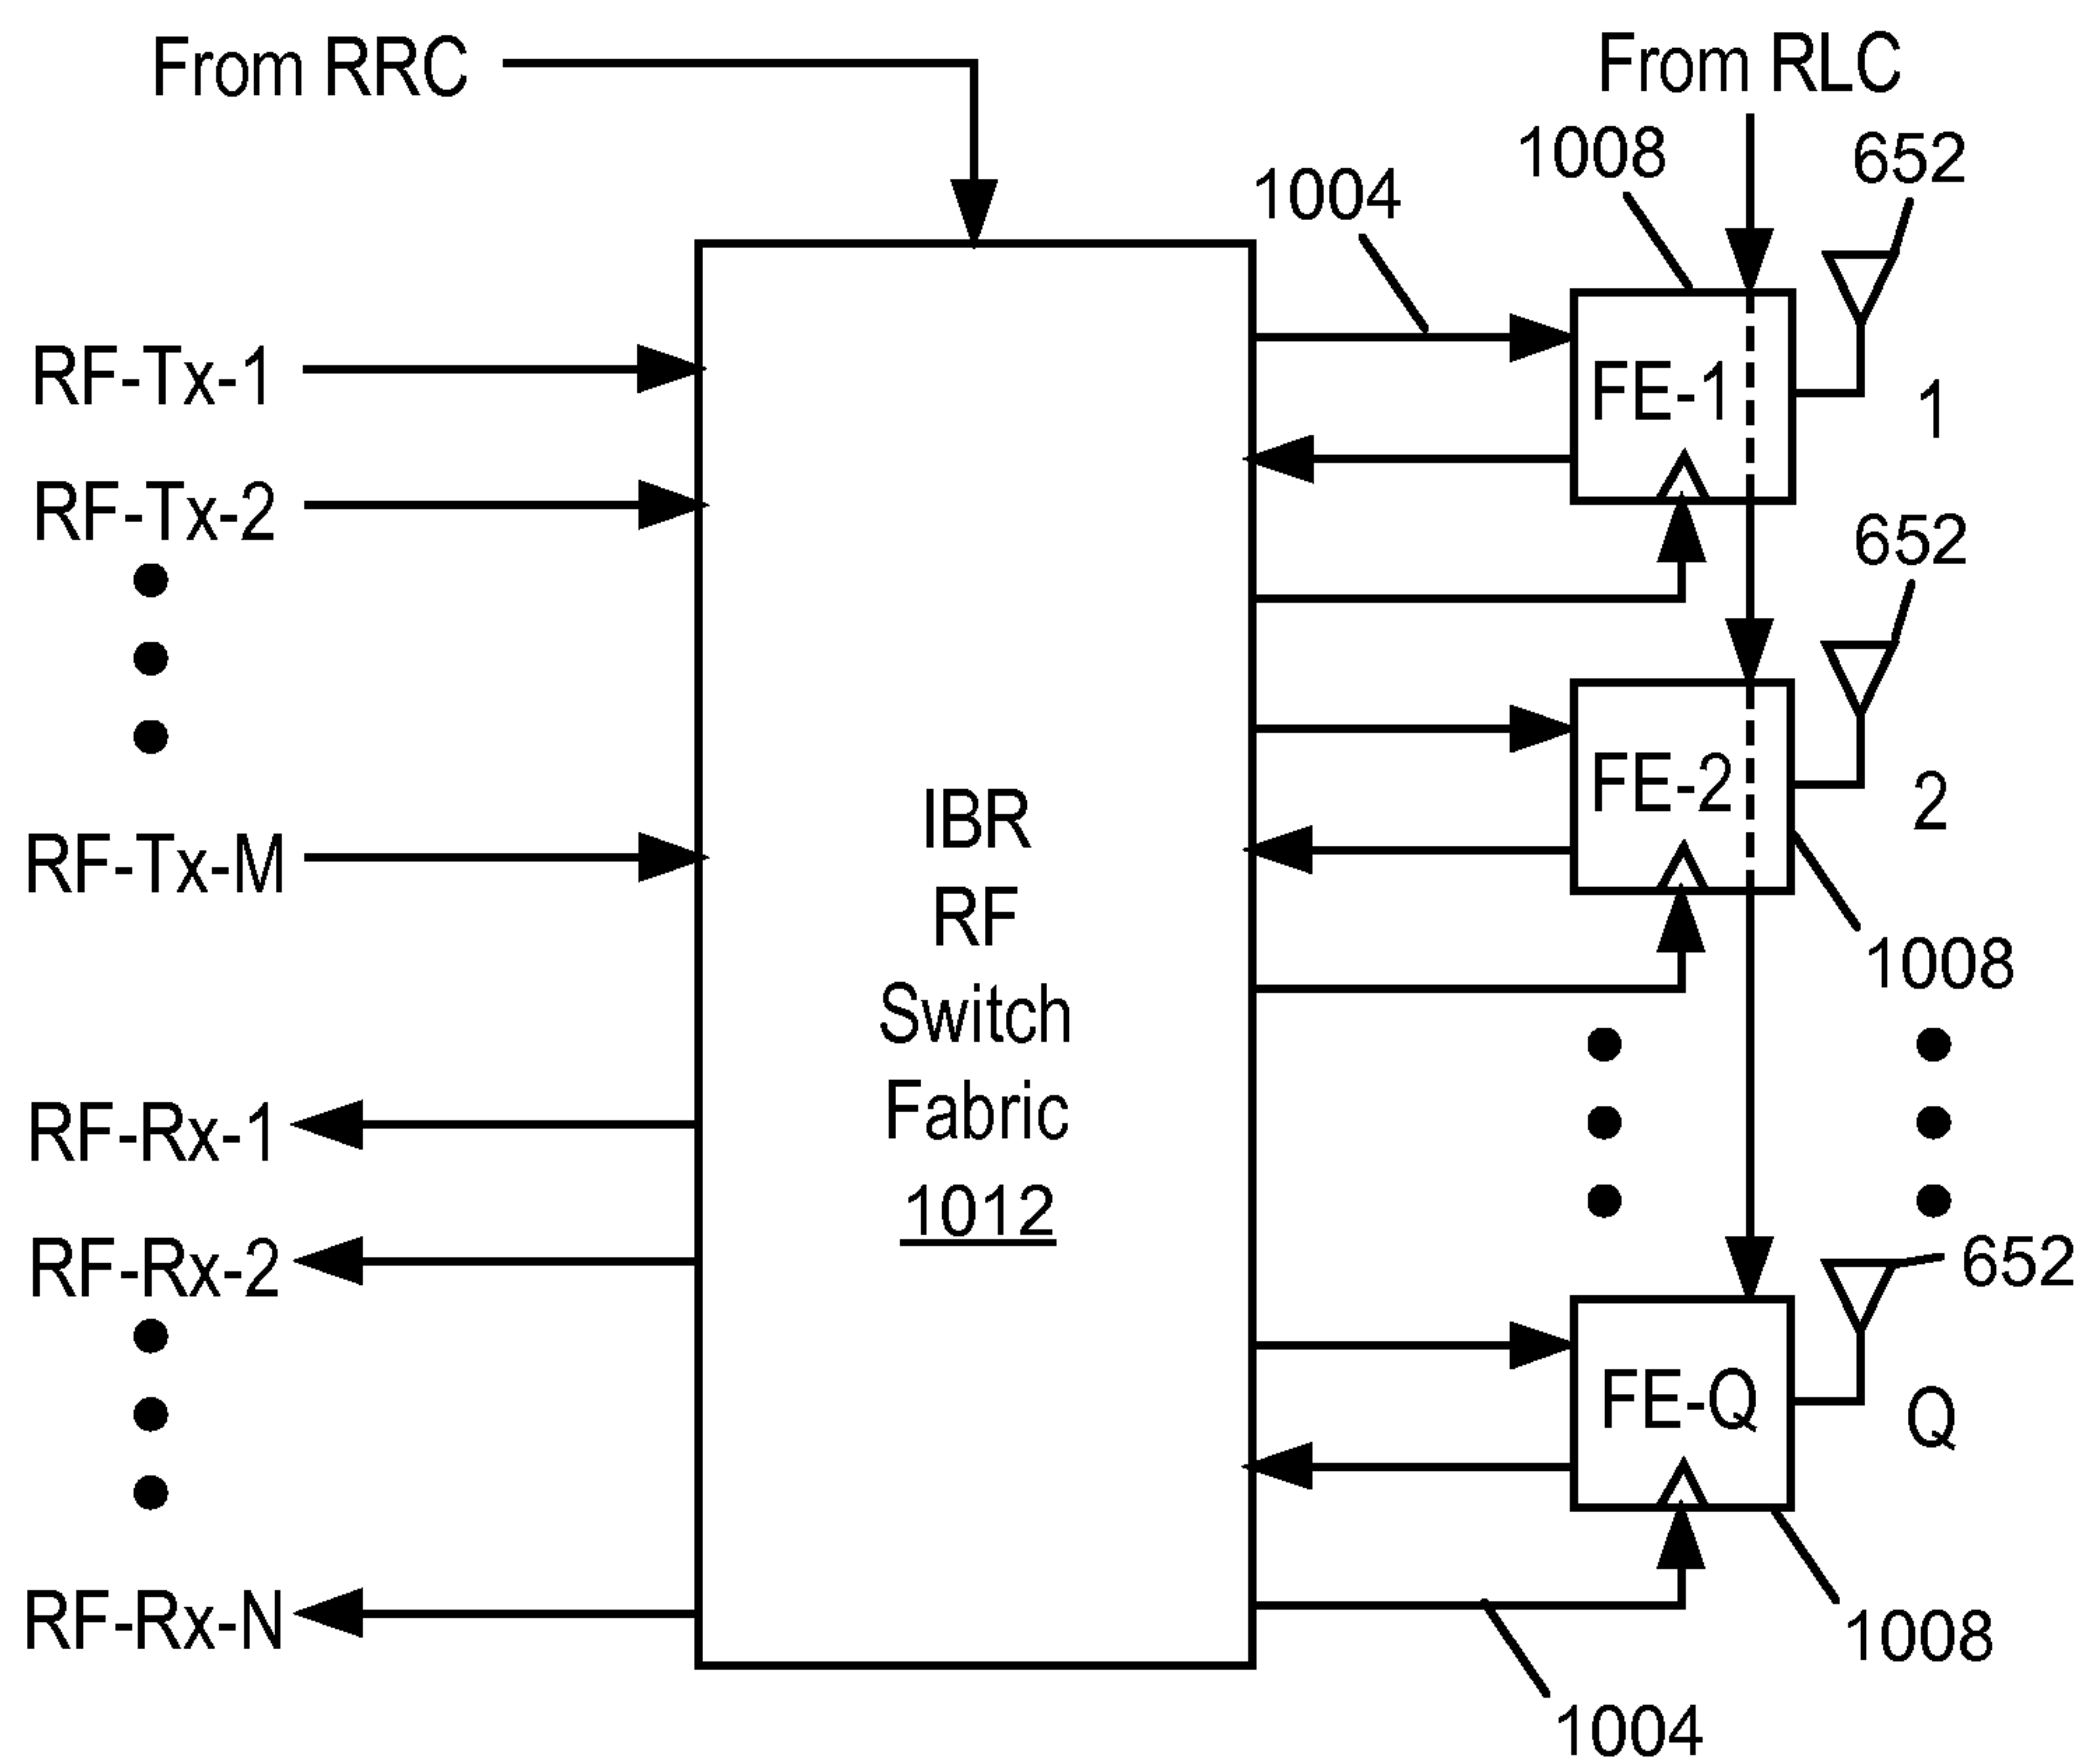 From RRC
From RLC
1008
652
1004
RF-Tx-1
FE-1
1
RF-Tx-2
652
FE-2
2
RF-Tx-M
1008
IBR
RF
Switch
Fabric
1012
RF-Rx-1
RF-Rx-2
652
FE-Q
Q
RF-Rx-N
1008
1004